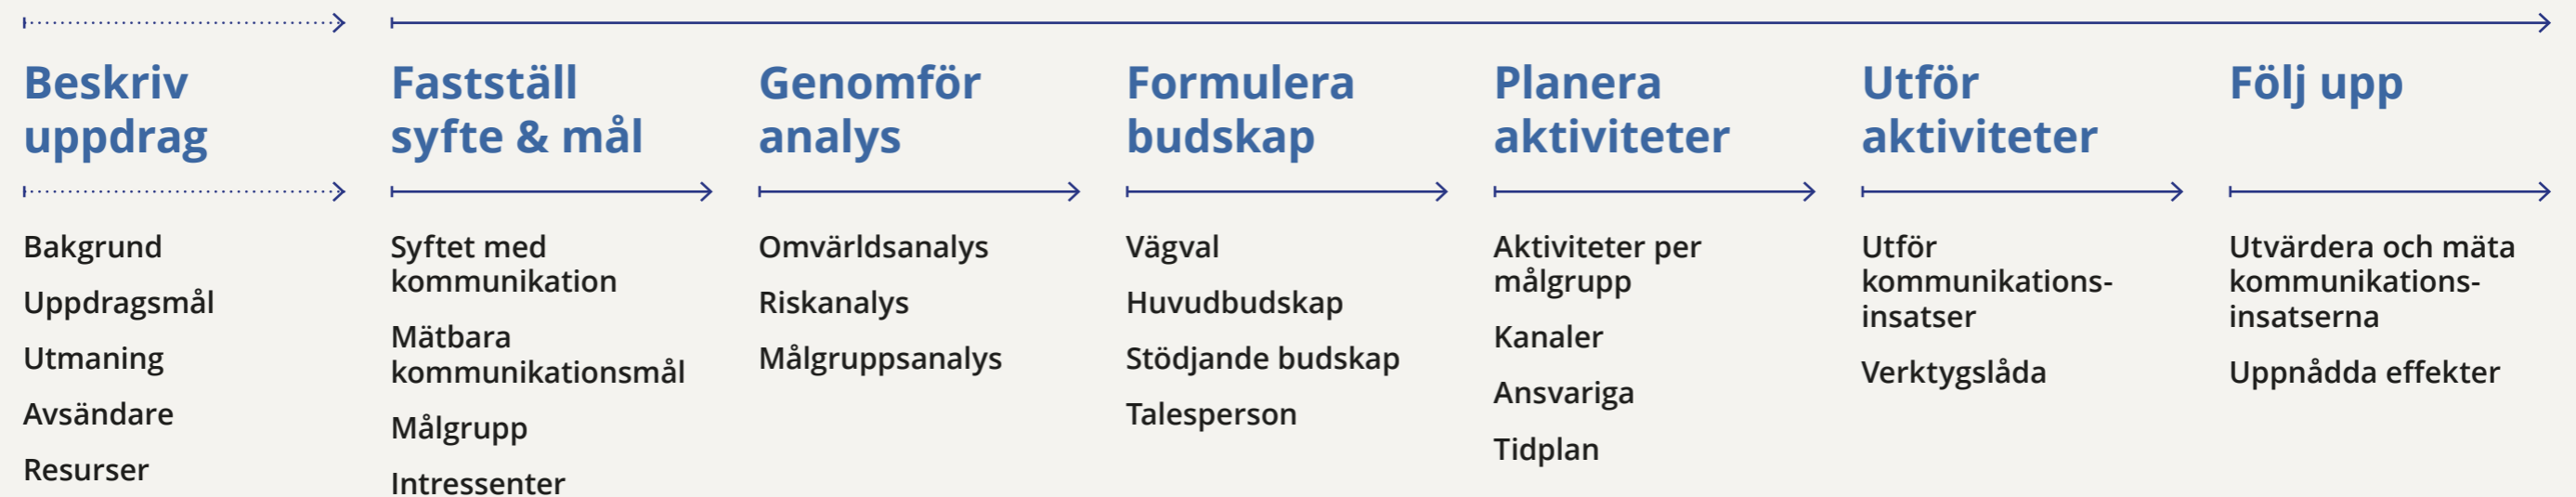 Beskriv
uppdrag
Bakgrund
Uppdragsmål
Utmaning
Avsändare
Resurser
Fastställ
syfte & mål
Syftet med
kommunikation
Mätbara
kommunikationsmål
Målgrupp
Intressenter
Genomför
analys
Omvärldsanalys
Riskanalys
Målgruppsanalys
Formulera
budskap
Vägval
Huvudbudskap
Stödjande budskap
Talesperson
Planera
aktiviteter
Aktiviteter per
målgrupp
Kanaler
Ansvariga
Tidplan
Utför
aktiviteter
Utför
kommunikations-
insatser
Verktygslåda
Följ upp
Utvärdera och mäta
kommunikations-
insatserna
Uppnådda effekter